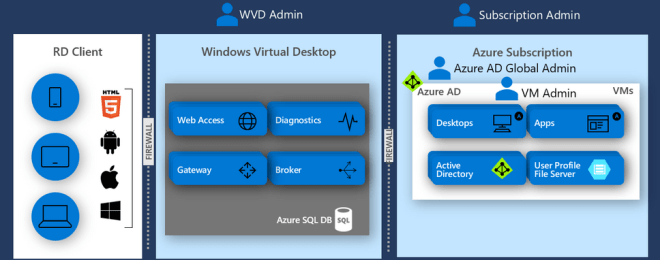 WVD Admin
Subscription Admin
RD Client
Windows Virtual Desktop
Azure Subscription
Azure AD Global Admin
Azure AD
VM Admin
VMs
HTML
5
FIREWALL
Web Access
Diagnostics
Gateway
Broker
Azure SQL DB
SQL
FIREWALL
Desktops
A
Apps
A
Active
Directory
User Profile
File Server